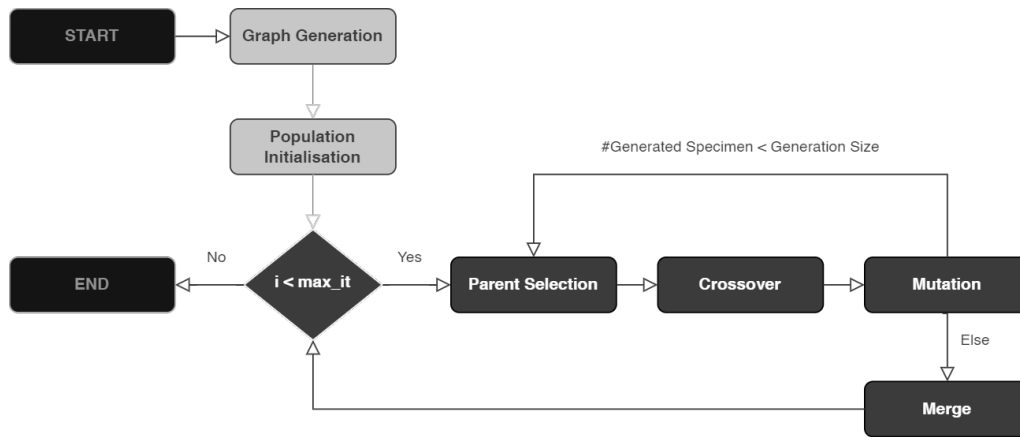 START
Graph Generation
Population
Initialisation
#Generated Specimen < Generation Size
No
Yes
END
i < max_it
Parent Selection
Crossover
Mutation
Else
Merge